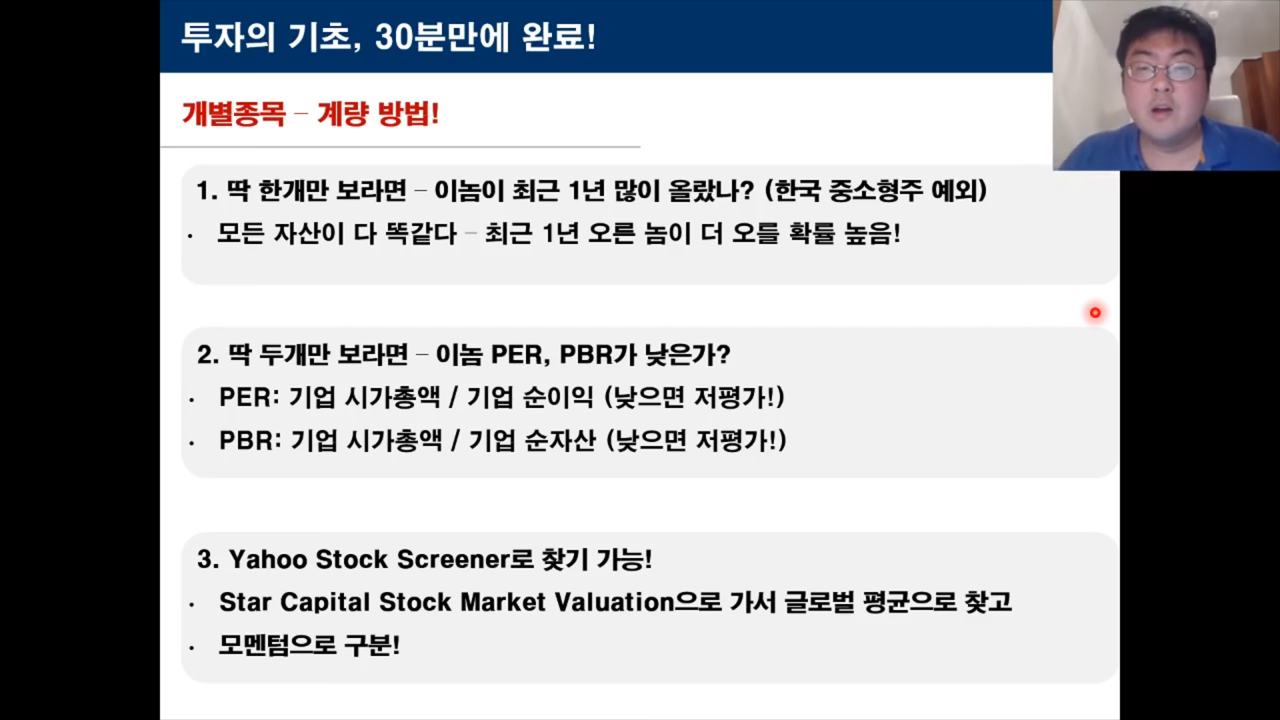 투자의 기초, 30분만에 완료!
개별종목 – 계량 방법!
1. 딱 한개만 보라면 – 이놈이 최근 1년 많이 올랐나? (한국 중소형주 예외)
· 모든 자산이 다 똑같다 – 최근 1년 오른 놈이 더 오를 확률 높음!
2. 딱 두개만 보라면 – 이놈 PER, PBR가 낮은가?
· PER: 기업 시가총액 / 기업 순이익 (낮으면 저평가!)
· PBR: 기업 시가총액 / 기업 순자산 (낮으면 저평가!)
3. Yahoo Stock Screener로 찾기 가능!
· Star Capital Stock Market Valuation으로 가서 글로벌 평균으로 찾고
· 모멘텀으로 구분!